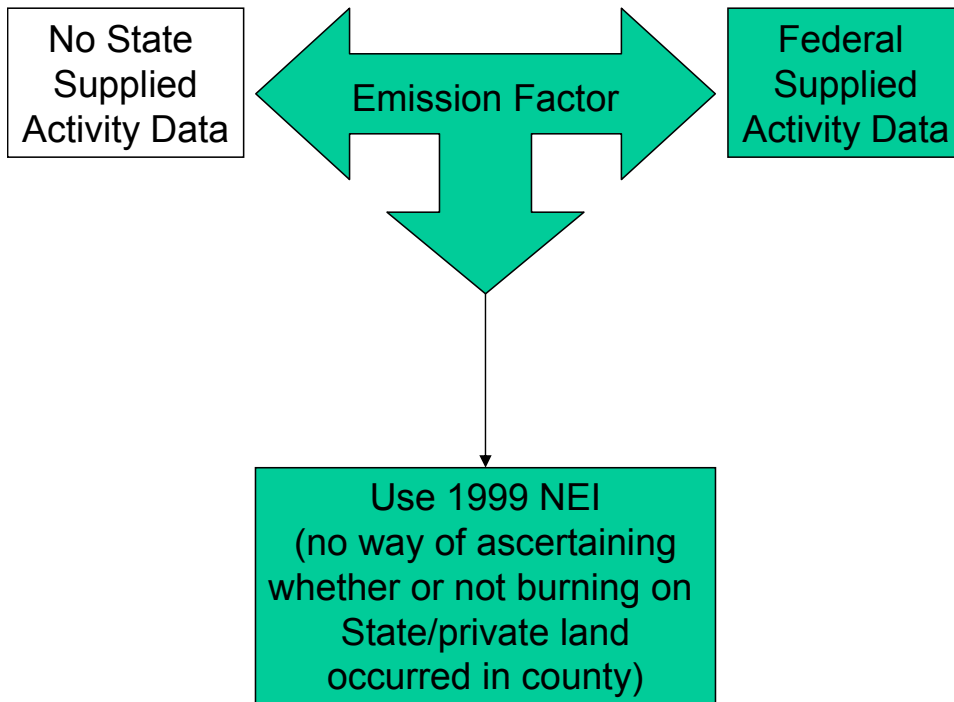 No State
Supplied
Activity Data
Emission Factor
Federal
Supplied
Activity Data
Use 1999 NEI
(no way of ascertaining
whether or not burning on
State/private land
occurred in county)